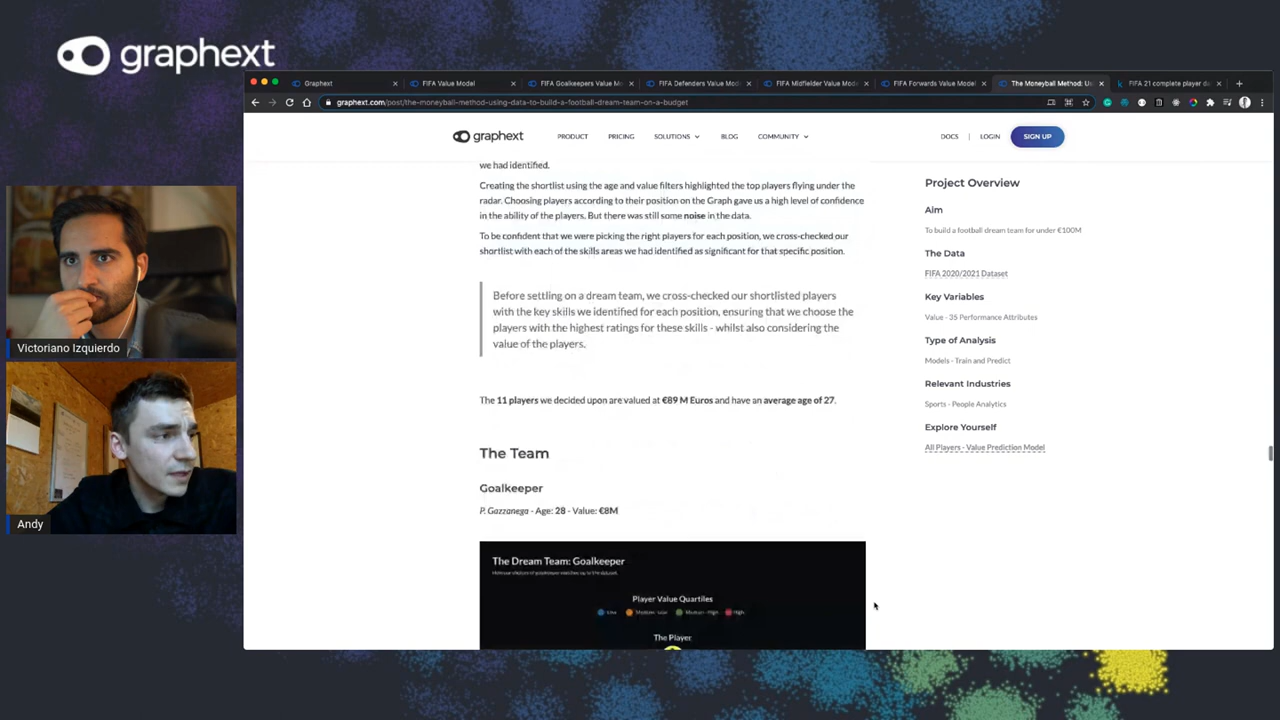 graphext
Graphext
FIFA Value Model
FIFA Goalkeepers Value Mo
FIFA Defenders Value Mod
FIFA Midfielder Value Mod
FIFA Forwards Value Model
The Moneyball Method: Us
FIFA 21 complete player da
graphext.com/post/the-moneyball-method-using-data-to-build-a-football-dream-team-on-a-budget
graphext
PRODUCT
PRICING
SOLUTIONS
BLOG
COMMUNITY
DOCS
LOGIN
SIGN UP
we had identified.
Creating the shortlist using the age and value filters highlighted the top players flying under the
radar. Choosing players according to their position on the Graph gave us a high level of confidence
in the ability of the players. But there was still some noise in the data.
To be confident that we were picking the right players for each position, we cross-checked our
shortlist with each of the skills areas we had identified as significant for that specific position.
Before settling on a dream team, we cross-checked our shortlisted players
with the key skills we identified for each position, ensuring that we choose the
players with the highest ratings for these skills - whilst also considering the
value of the players.
The 11 players we decided upon are valued at €89 M Euros and have an average age of 27.
The Team
Goalkeeper
P. Gazzanega - Age: 28 - Value: €8M
The Dream Team: Goalkeeper
Player Value Quartiles
Low
Medium-Low
Medium-High
High
The Player
Project Overview
Aim
To build a football dream team for under €100M
The Data
FIFA 2020/2021 Dataset
Key Variables
Value - 35 Performance Attributes
Type of Analysis
Models - Train and Predict
Relevant Industries
Sports - People Analytics
Explore Yourself
All Players - Value Prediction Model
Victoriano Izquierdo
Andy